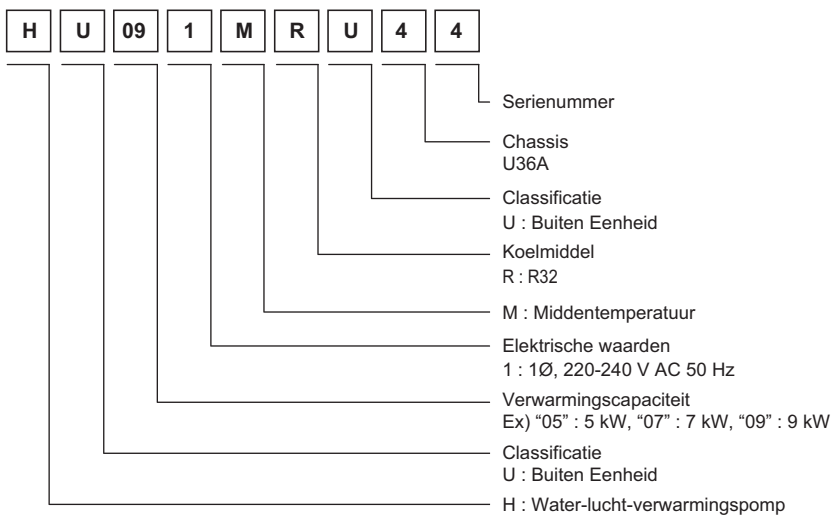 H U 09 1 M R U 4 4
Serienummer
Chassis
U36A
Classificatie
U : Buiten Eenheid
Koelmiddel
R : R32
M : Middentemperatuur
Elektrische waarden
1 : 1Ø, 220-240 V AC 50 Hz
Verwarmingscapaciteit
Ex) “05” : 5 kW, “07” : 7 kW, “09” : 9 kW
Classificatie
U : Buiten Eenheid
H : Water-lucht-verwarmingspomp